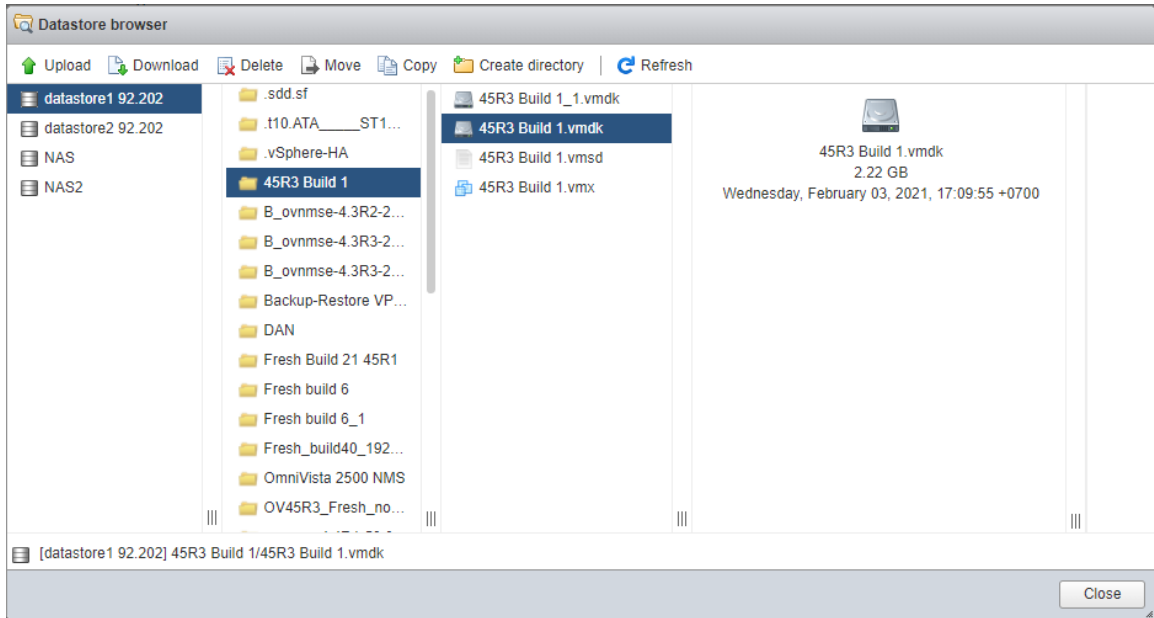 Datastore browser
Upload Download Delete Move Copy Create directory Refresh
datastore1 92.202
datastore2 92.202
NAS
NAS2
.sdd.sf
.t10.ATA_____ST1...
.vSphere-HA
45R3 Build 1
B_ovnmse-4.3R2-2...
B_ovnmse-4.3R3-2...
B_ovnmse-4.3R3-2...
Backup-Restore VP...
DAN
Fresh Build 21 45R1
Fresh build 6
Fresh build 6_1
Fresh_build40_192...
OmniVista 2500 NMS
OV45R3_Fresh_no...
45R3 Build 1_1.vmdk
45R3 Build 1.vmdk
45R3 Build 1.vmsd
45R3 Build 1.vmx
45R3 Build 1.vmdk
2.22 GB
Wednesday, February 03, 2021, 17:09:55 +0700
[datastore1 92.202] 45R3 Build 1/45R3 Build 1.vmdk
Close